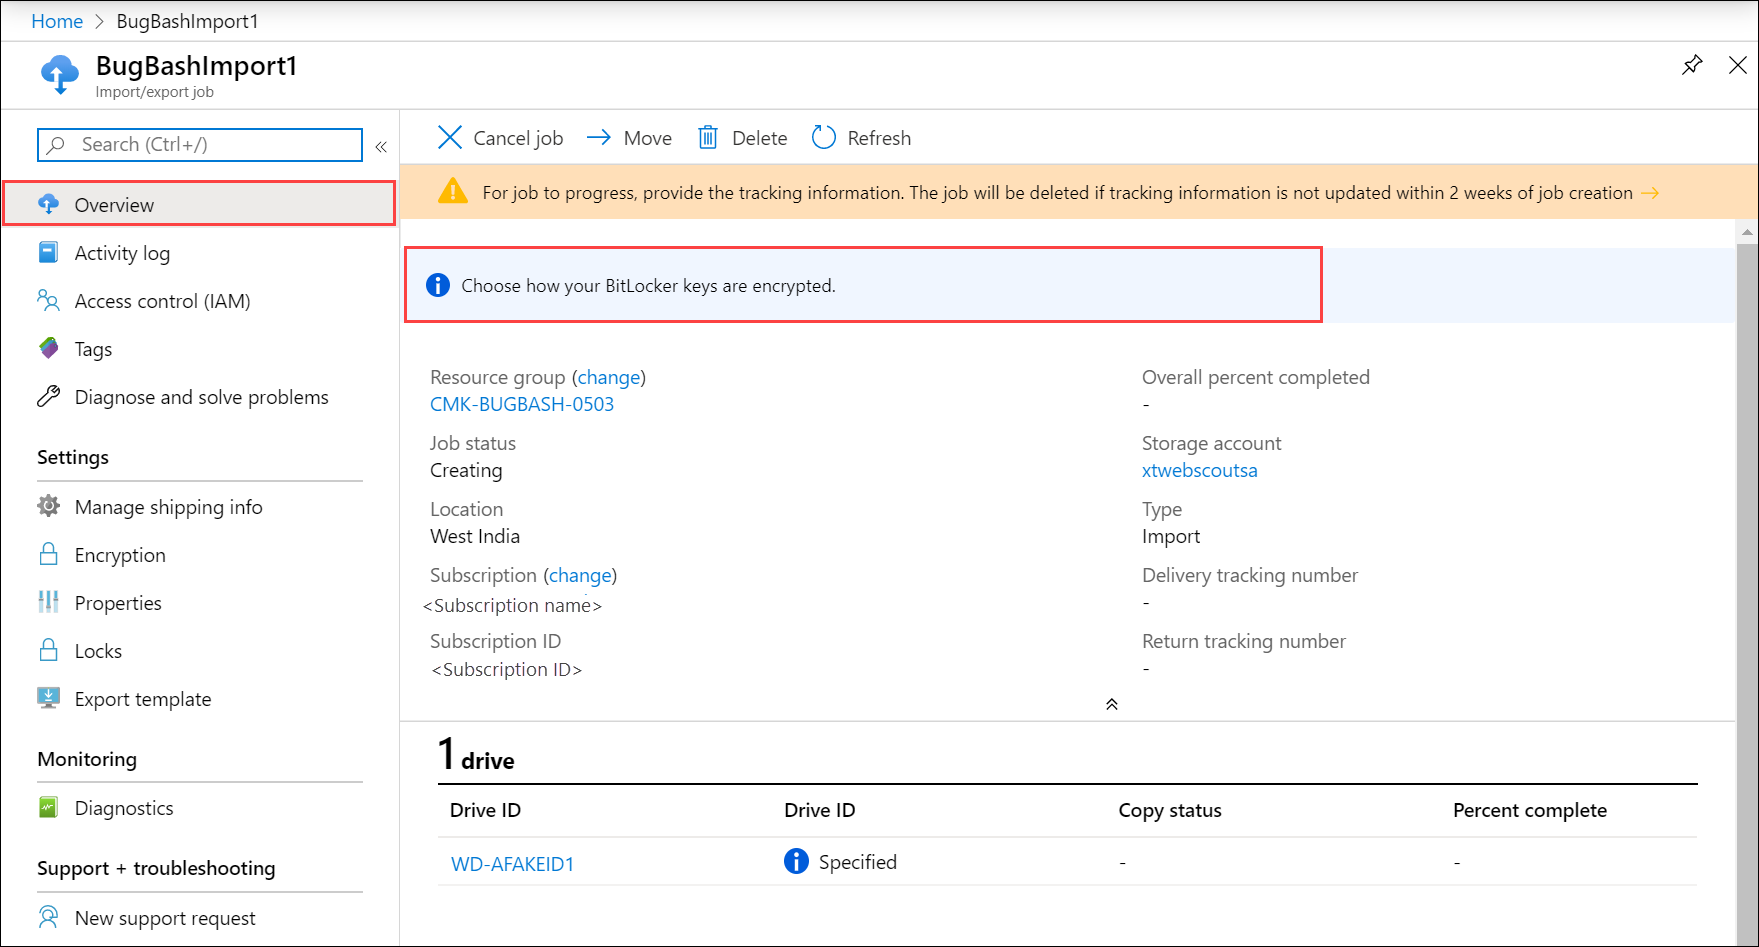 Home > BugBashImport1
BugBashImport1
Import/export job
Search (Ctrl+/)
«
Overview
Activity log
Access control (IAM)
Tags
Diagnose and solve problems
Settings
Manage shipping info
Encryption
Properties
Locks
Export template
Monitoring
Diagnostics
Support + troubleshooting
New support request
Cancel job
Move
Delete
Refresh
For job to progress, provide the tracking information. The job will be deleted if tracking information is not updated within 2 weeks of job creation →
Choose how your BitLocker keys are encrypted.
Resource group (change)
CMK-BUGBASH-0503
Job status
Creating
Location
West India
Subscription (change)
<Subscription name>
Subscription ID
<Subscription ID>
Overall percent completed
-
Storage account
xtwebscoutsa
Type
Import
Delivery tracking number
-
Return tracking number
-
1 drive
Drive ID Drive ID Copy status Percent complete
WD-AFAKEID1 Specified - -